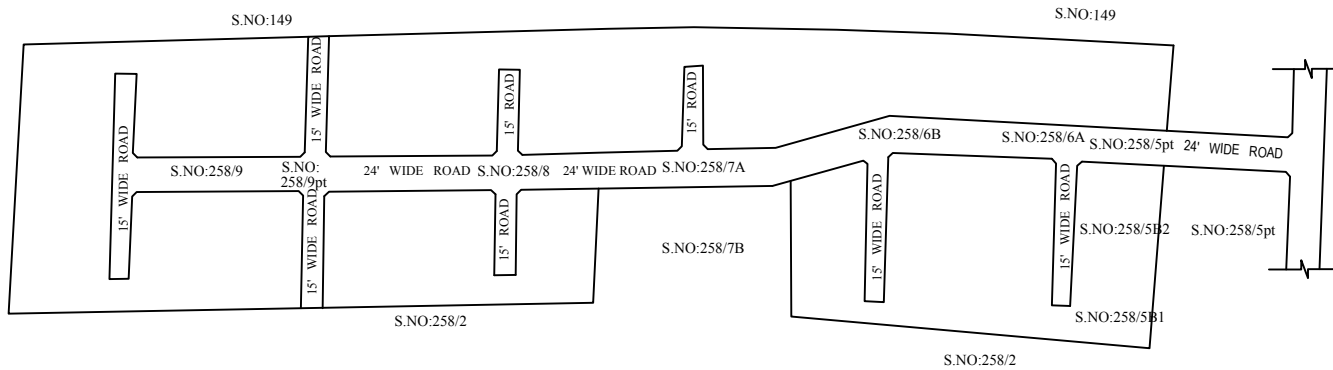 S.NO:149
S.NO:149
15' WIDE ROAD
15' ROAD
15' ROAD
15' WIDE ROAD
S.NO:258/9
S.NO:
258/9pt
24' WIDE ROAD
S.NO:258/8
24' WIDE ROAD
S.NO:258/7A
S.NO:258/6B
S.NO:258/6A
S.NO:258/5pt
24' WIDE ROAD
15' WIDE ROAD
15' ROAD
15' WIDE ROAD
15' WIDE ROAD
S.NO:258/7B
S.NO:258/5B2
S.NO:258/5pt
S.NO:258/2
S.NO:258/5B1
S.NO:258/2